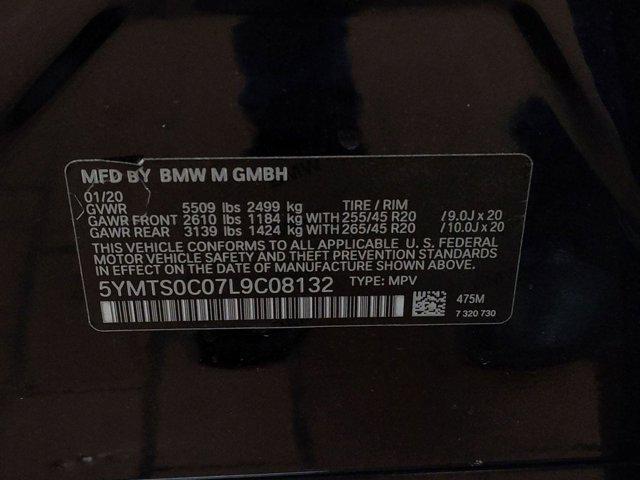 MFD BY BMW M GMBH
01/20
GVWR 5509 lbs 2499 kg TIRE / RIM
GAWR FRONT 2610 lbs 1184 kg WITH 255/45 R20 / 9.0J x 20
GAWR REAR 3139 lbs 1424 kg WITH 265/45 R20 / 10.0J x 20
THIS VEHICLE CONFORMS TO ALL APPLICABLE U. S. FEDERAL
MOTOR VEHICLE SAFETY AND THEFT PREVENTION STANDARDS
IN EFFECT ON THE DATE OF MANUFACTURE SHOWN ABOVE.
5YMTS0C07L9C08132 TYPE: MPV
475M
7 320 730